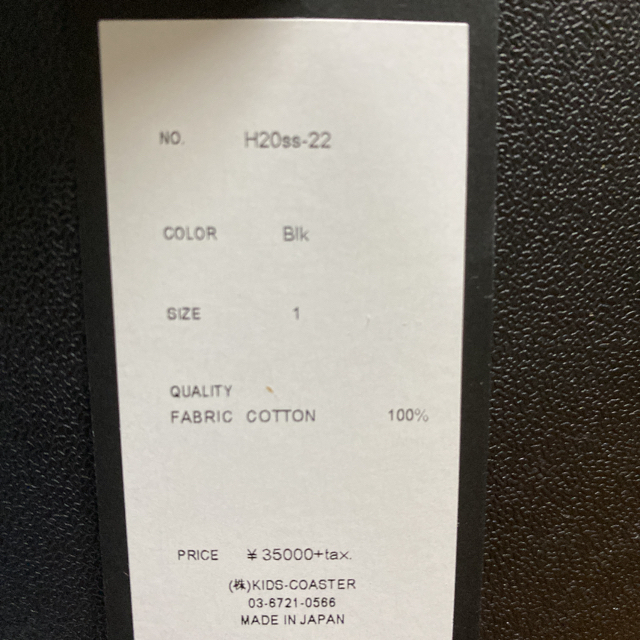 NO. H20ss-22
COLOR Blk
SIZE 1
QUALITY
FABRIC COTTON 100%
PRICE ¥35000+tax.
(株)KIDS-COASTER
03-6721-0566
MADE IN JAPAN